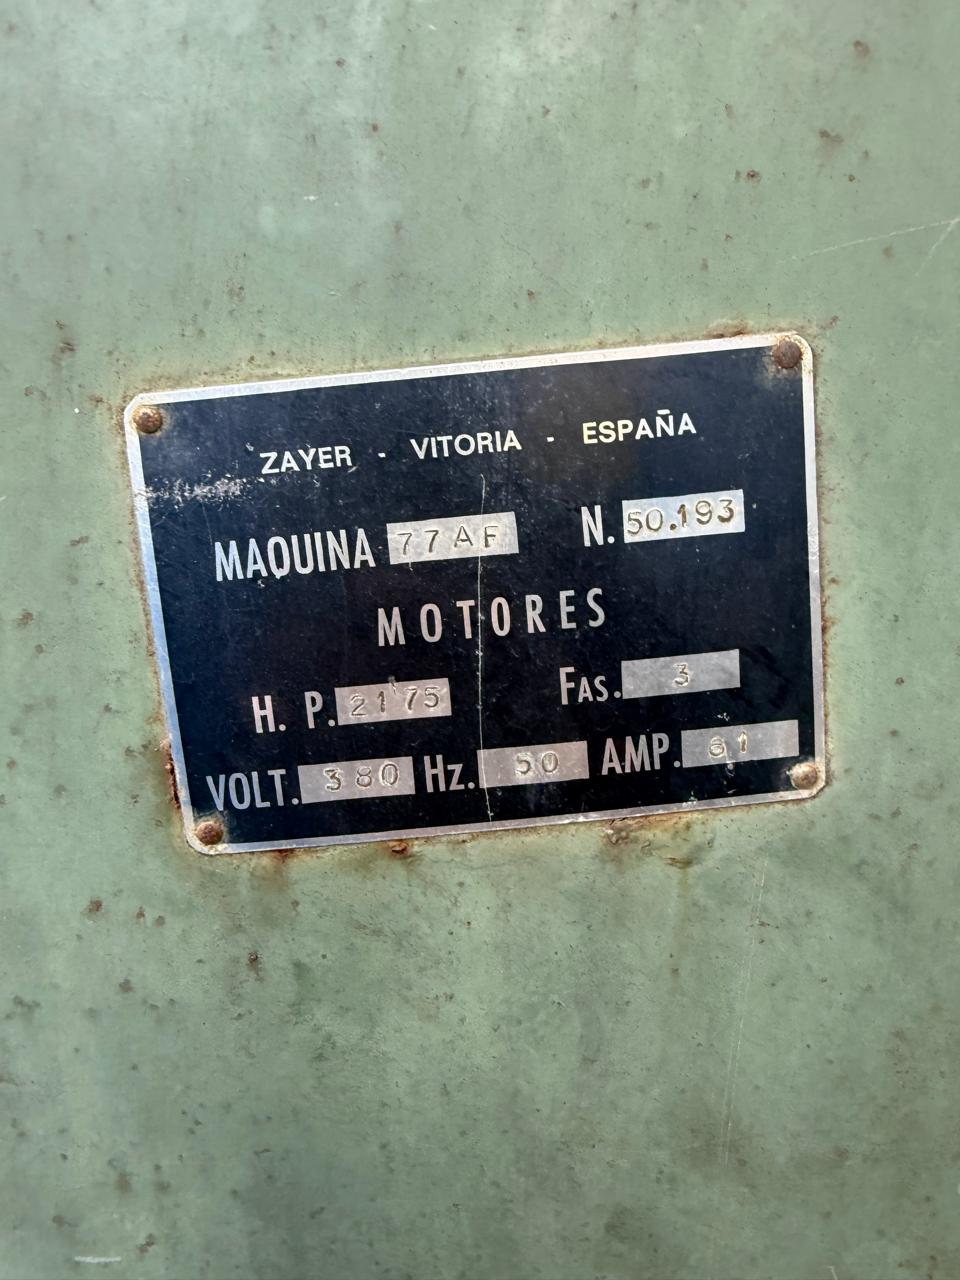 ZAYER - VITORIA - ESPAÑA
MAQUINA 77AF N. 50.193
MOTORES
H. P. 2175 FAS. 3
VOLT. 380 Hz. 50 AMP. 61